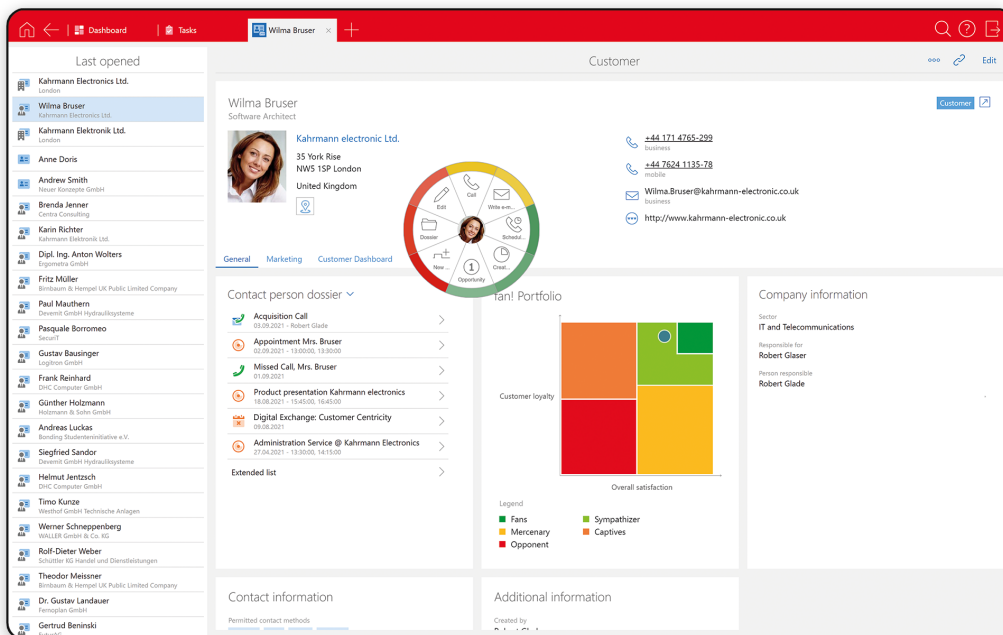 Dashboard
Tasks
Wilma Bruser
Last opened
Kahrmann Electronics Ltd.
London
Wilma Bruser
Kahrmann Electronics Ltd.
Kahrmann Elektronik Ltd.
London
Anne Doris
Andrew Smith
Neuer Konzepte GmbH
Brenda Jenner
Centra Consulting
Karin Richter
Kahrmann Elektronik Ltd.
Dipl. Ing. Anton Wolters
Ergometra GmbH
Fritz Müller
Birnbaum & Hempel UK Public Limited Company
Paul Mauthern
Devemit GmbH Hydrauliksysteme
Pasquale Borromeo
SecuriT
Gustav Bausinger
Logitron GmbH
Frank Reinhard
DHC Computer GmbH
Günther Holzmann
Holzmann & Sohn GmbH
Andreas Luckas
Bonding Studenteninitiative e.V.
Siegfried Sandor
Devemit GmbH Hydrauliksysteme
Helmut Jentzsch
DHC Computer GmbH
Timo Kunze
Westhof GmbH Technische Anlagen
Werner Schneppenberg
WALLER GmbH & Co. KG
Rolf-Dieter Weber
Schüttler KG Handel und Dienstleistungen
Theodor Meissner
Birnbaum & Hempel UK Public Limited Company
Dr. Gustav Landauer
Fernoplan GmbH
Gertrud Beninski
Customer
Edit
Wilma Bruser
Software Architect
Customer
Kahrmann electronic Ltd.
35 York Rise
NW5 1SP London
United Kingdom
+44 171 4765-299
business
+44 7624 1135-78
mobile
Wilma.Bruser@kahrmann-electronic.co.uk
business
http://www.kahrmann-electronic.co.uk
Call
Write e-m...
Schedul...
Creat...
1
Opportunity
New ...
Dossier
Edit
General
Marketing
Customer Dashboard
Contact person dossier
Acquisition Call
03.09.2021 - Robert Glade
Appointment Mrs. Bruser
02.09.2021 - 13:00:00, 13:30:00
Missed Call, Mrs. Bruser
01.09.2021
Product presentation Kahrmann electronics
18.08.2021 - 15:45:00, 16:45:00
Digital Exchange: Customer Centricity
09.08.2021
Administration Service @ Kahrmann Electronics
27.04.2021 - 13:30:00, 14:15:00
Extended list
fan! Portfolio
Customer loyalty
Overall satisfaction
Legend
Fans
Sympathizer
Mercenary
Captives
Opponent
Company information
Sector
IT and Telecommunications
Responsible for
Robert Glaser
Person responsible
Robert Glade
Contact information
Permitted contact methods
Additional information
Created by